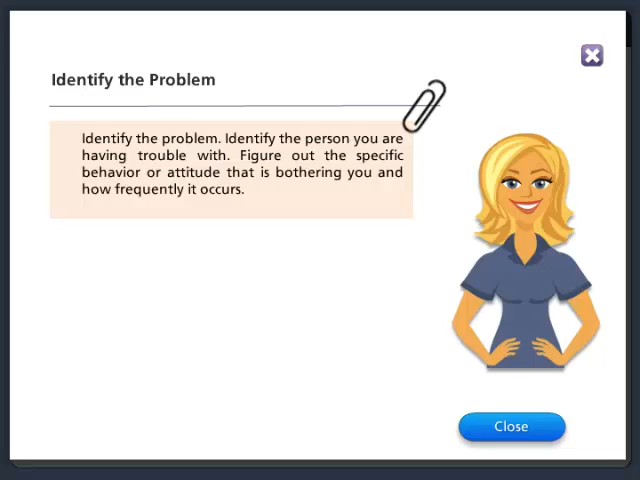 Identify the Problem
Identify the problem. Identify the person you are
having trouble with. Figure out the specific
behavior or attitude that is bothering you and
how frequently it occurs.
Close